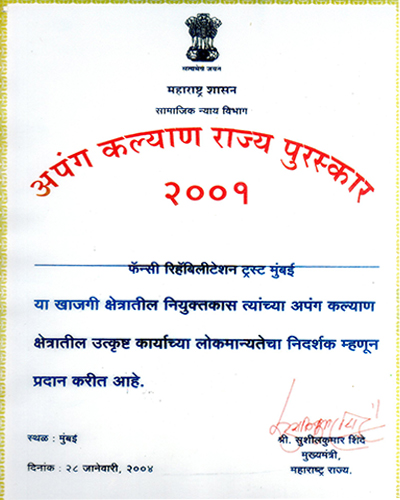 सत्यमेव जयते
महाराष्ट्र शासन
सामाजिक न्याय विभाग
अपंग कल्याण राज्य पुरस्कार
२००१
फॅन्सी रिहॅबिलीटेशन ट्रस्ट मुंबई
या खाजगी क्षेत्रातील नियुक्तकास त्यांच्या अपंग कल्याण
क्षेत्रातील उत्कृष्ट कार्याच्या लोकमान्यतेचा निदर्शक म्हणून
प्रदान करीत आहे.
स्थळ : मुंबई
श्री. सुशीलकुमार शिंदे
मुख्यमंत्री,
दिनांक : २८ जानेवारी, २००४
महाराष्ट्र राज्य.